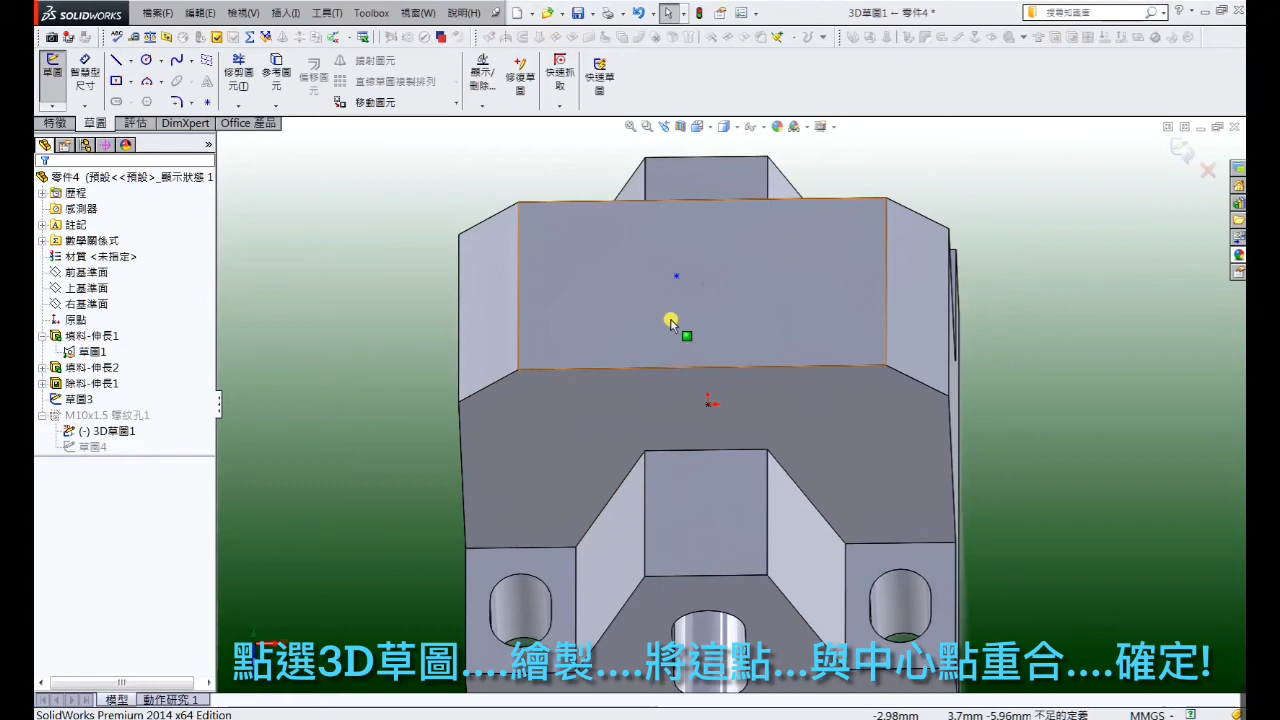 SOLIDWORKS 檔案(F) 編輯(E) 檢視(V) 插入(I) 工具(T) Toolbox 視窗(W) 說明(H) 3D草圖1 ← 零件4 * 搜尋知識庫
草圖 智慧型尺寸 修剪圖元(I) 參考圖元 偏移圖元 鏡射圖元 直線草圖複製排列 移動圖元 顯示/刪除... 修復草圖 快速抓取 快速草圖
特徵 草圖 評估 DimXpert Office 產品
零件4 (預設<<預設>_顯示狀態 1
歷程
感測器
註記
數學關係式
材質 <未指定>
前基準面
上基準面
右基準面
原點
填料-伸長1
草圖1
填料-伸長2
除料-伸長1
草圖3
M10x1.5 螺紋孔1
(-) 3D草圖1
草圖4
點選3D草圖....繪製....將這點...與中心點重合....確定!
模型 動作研究 1
SolidWorks Premium 2014 x64 Edition -2.98mm 3.7mm -5.96mm 不足的定義 MMGS